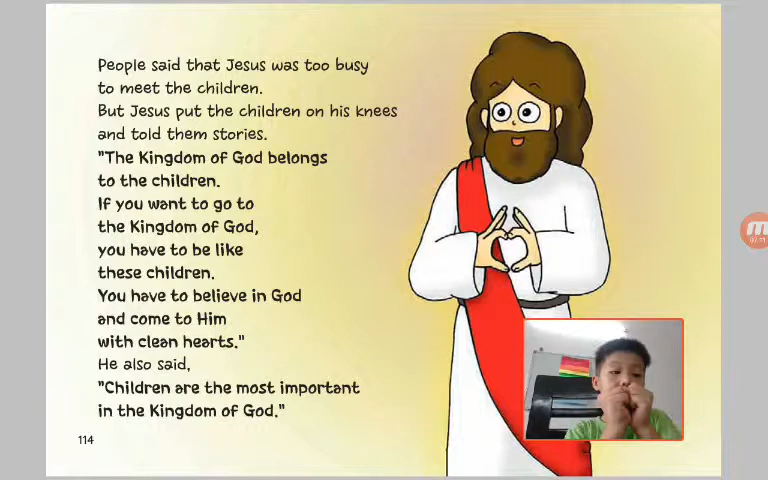 People said that Jesus was too busy
to meet the children.
But Jesus put the children on his knees
and told them stories.
"The Kingdom of God belongs
to the children.
If you want to go to
the Kingdom of God,
you have to be like
these children.
You have to believe in God
and come to Him
with clean hearts."
He also said,
"Children are the most important
in the Kingdom of God."
114
07:11